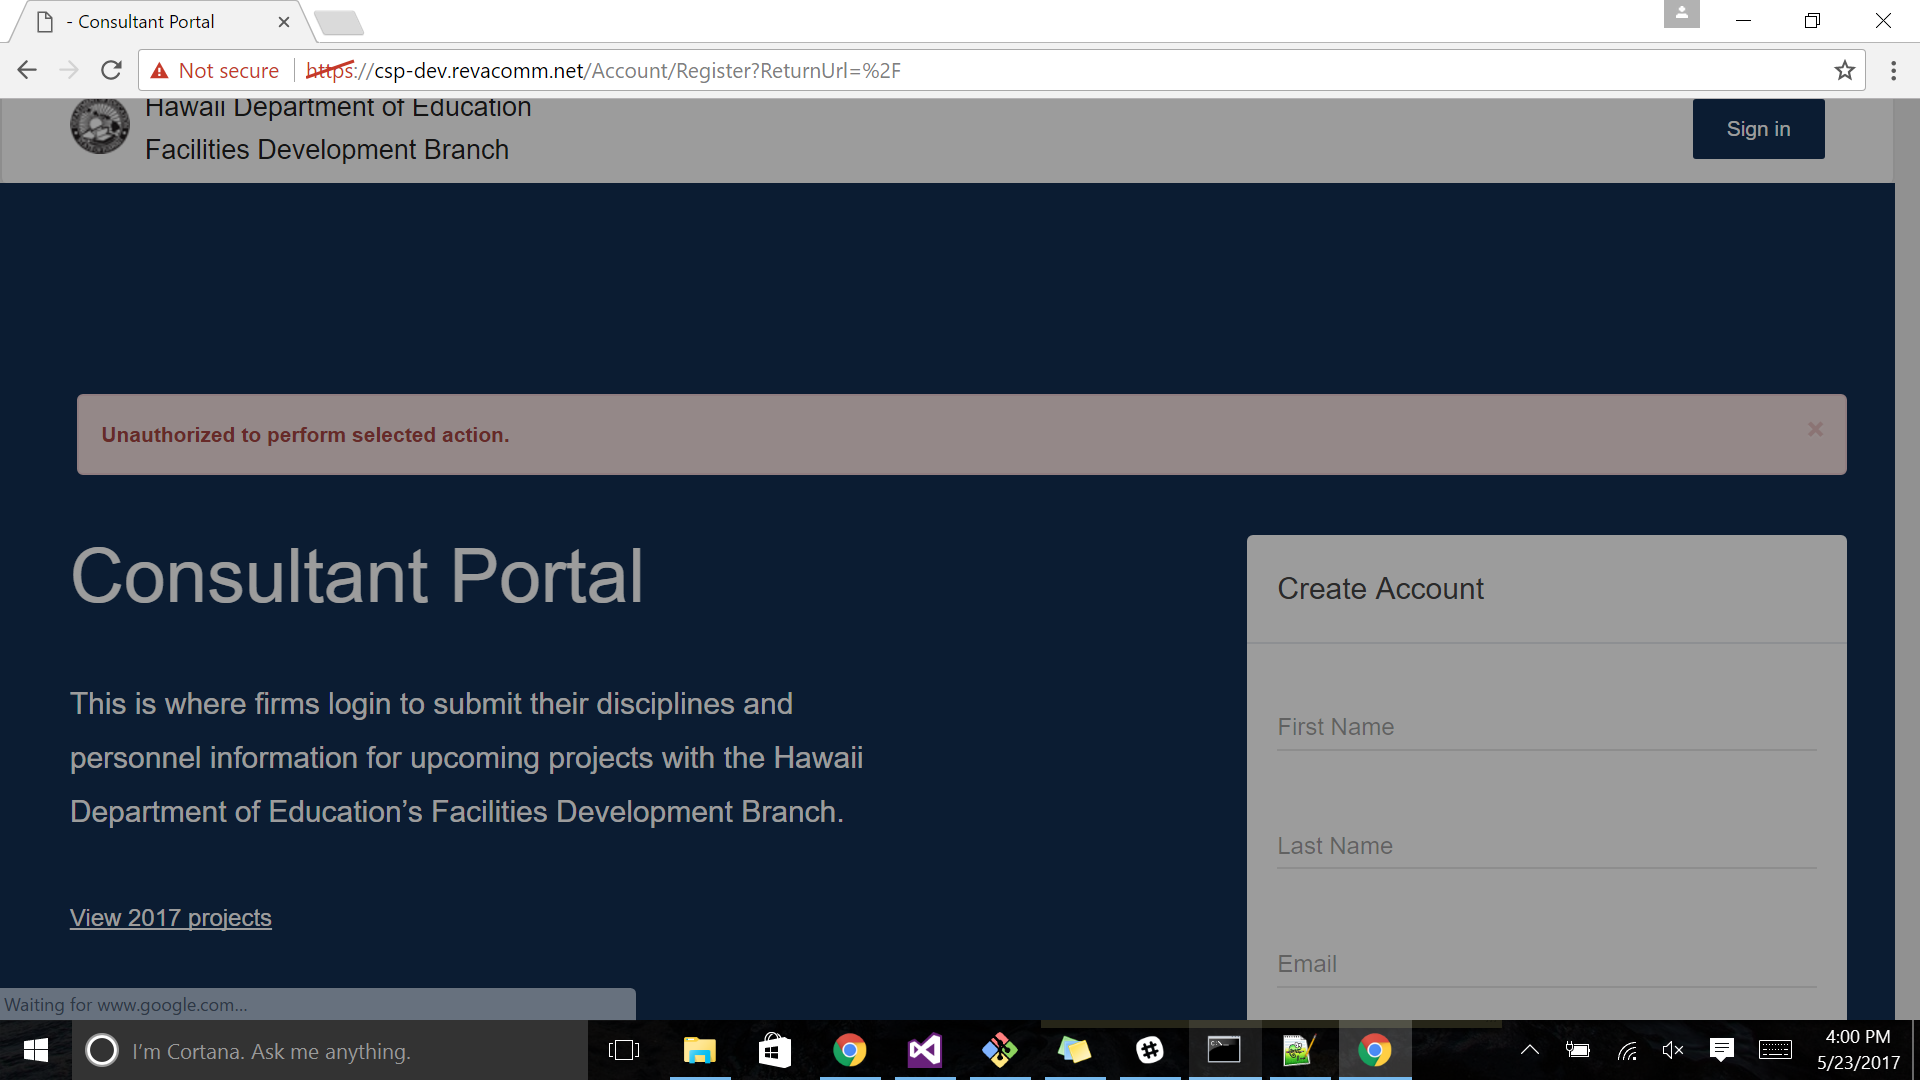 - Consultant Portal
Not secure
https://csp-dev.revacomm.net/Account/Register?ReturnUrl=%2F
Hawaii Department of Education
Facilities Development Branch
Sign in
Unauthorized to perform selected action.
×
Consultant Portal
This is where firms login to submit their disciplines and
personnel information for upcoming projects with the Hawaii
Department of Education’s Facilities Development Branch.
View 2017 projects
Create Account
First Name
Last Name
Email
Waiting for www.google.com...
I'm Cortana. Ask me anything.
4:00 PM
5/23/2017